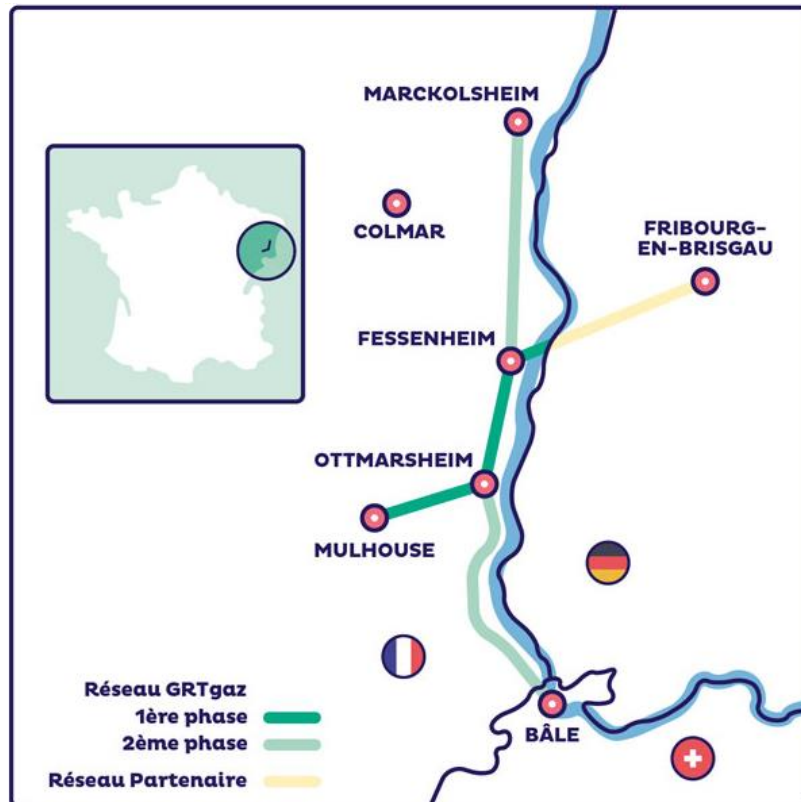 MARCKOLSHEIM
COLMAR
FRIBOURG-
EN-BRISGAU
FESSENHEIM
OTTMARSHEIM
MULHOUSE
Réseau GRTgaz
1ère phase
2ème phase
Réseau Partenaire
BÂLE